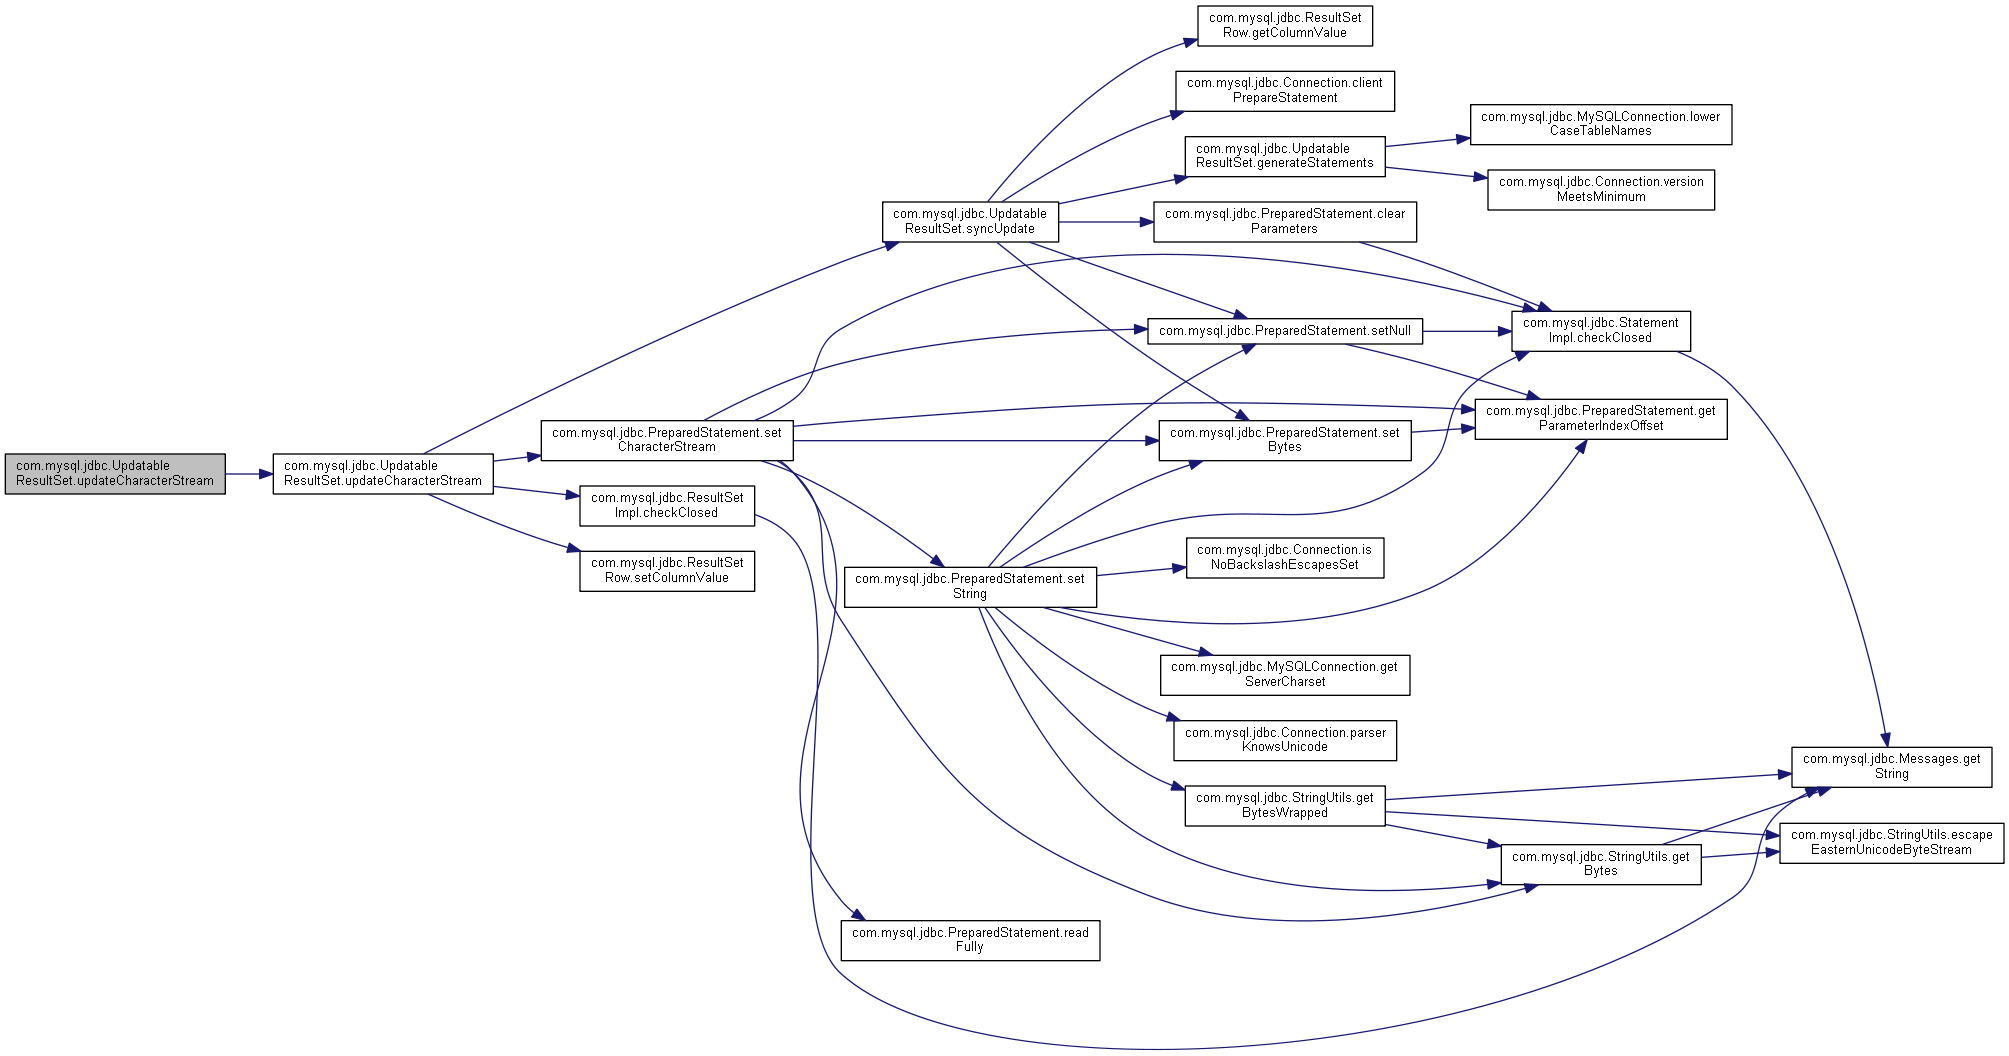 com.mysql.jdbc.ResultSet
Row.getColumnValue
com.mysql.jdbc.Connection.client
PrepareStatement
com.mysql.jdbc.MySQLConnection.lower
CaseTableNames
com.mysql.jdbc.Updatable
ResultSet.generateStatements
com.mysql.jdbc.Connection.version
MeetsMinimum
com.mysql.jdbc.Updatable
ResultSet.syncUpdate
com.mysql.jdbc.PreparedStatement.clear
Parameters
com.mysql.jdbc.PreparedStatement.setNull
com.mysql.jdbc.Statement
Impl.checkClosed
com.mysql.jdbc.PreparedStatement.get
ParameterIndexOffset
com.mysql.jdbc.PreparedStatement.set
CharacterStream
com.mysql.jdbc.PreparedStatement.set
Bytes
com.mysql.jdbc.Updatable
ResultSet.updateCharacterStream
com.mysql.jdbc.Updatable
ResultSet.updateCharacterStream
com.mysql.jdbc.ResultSet
Impl.checkClosed
com.mysql.jdbc.ResultSet
Row.setColumnValue
com.mysql.jdbc.Connection.is
NoBackslashEscapesSet
com.mysql.jdbc.PreparedStatement.set
String
com.mysql.jdbc.MySQLConnection.get
ServerCharset
com.mysql.jdbc.Connection.parser
KnowsUnicode
com.mysql.jdbc.Messages.get
String
com.mysql.jdbc.StringUtils.get
BytesWrapped
com.mysql.jdbc.StringUtils.escape
EasternUnicodeByteStream
com.mysql.jdbc.StringUtils.get
Bytes
com.mysql.jdbc.PreparedStatement.read
Fully